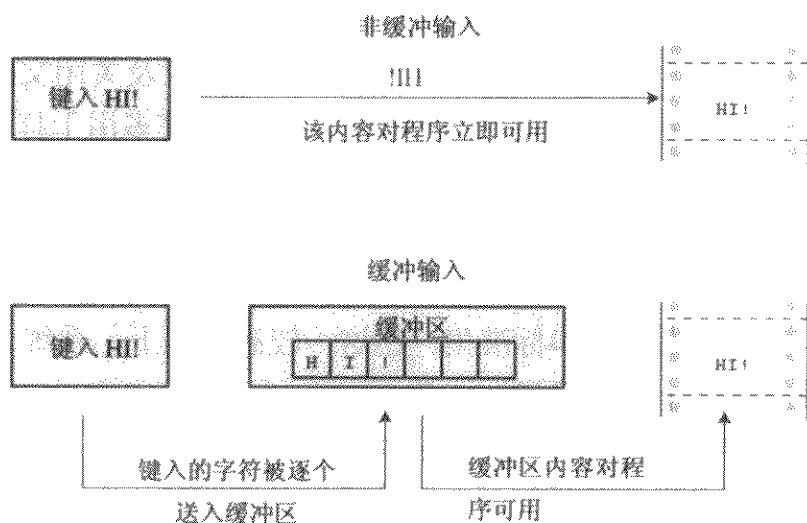 非缓冲输入
键入 HI!
!IH
该内容对程序立即可用
HI!
缓冲输入
键入 HI!
缓冲区
H I !
HI!
键入的字符被逐个
送入缓冲区
缓冲区内容对程
序可用